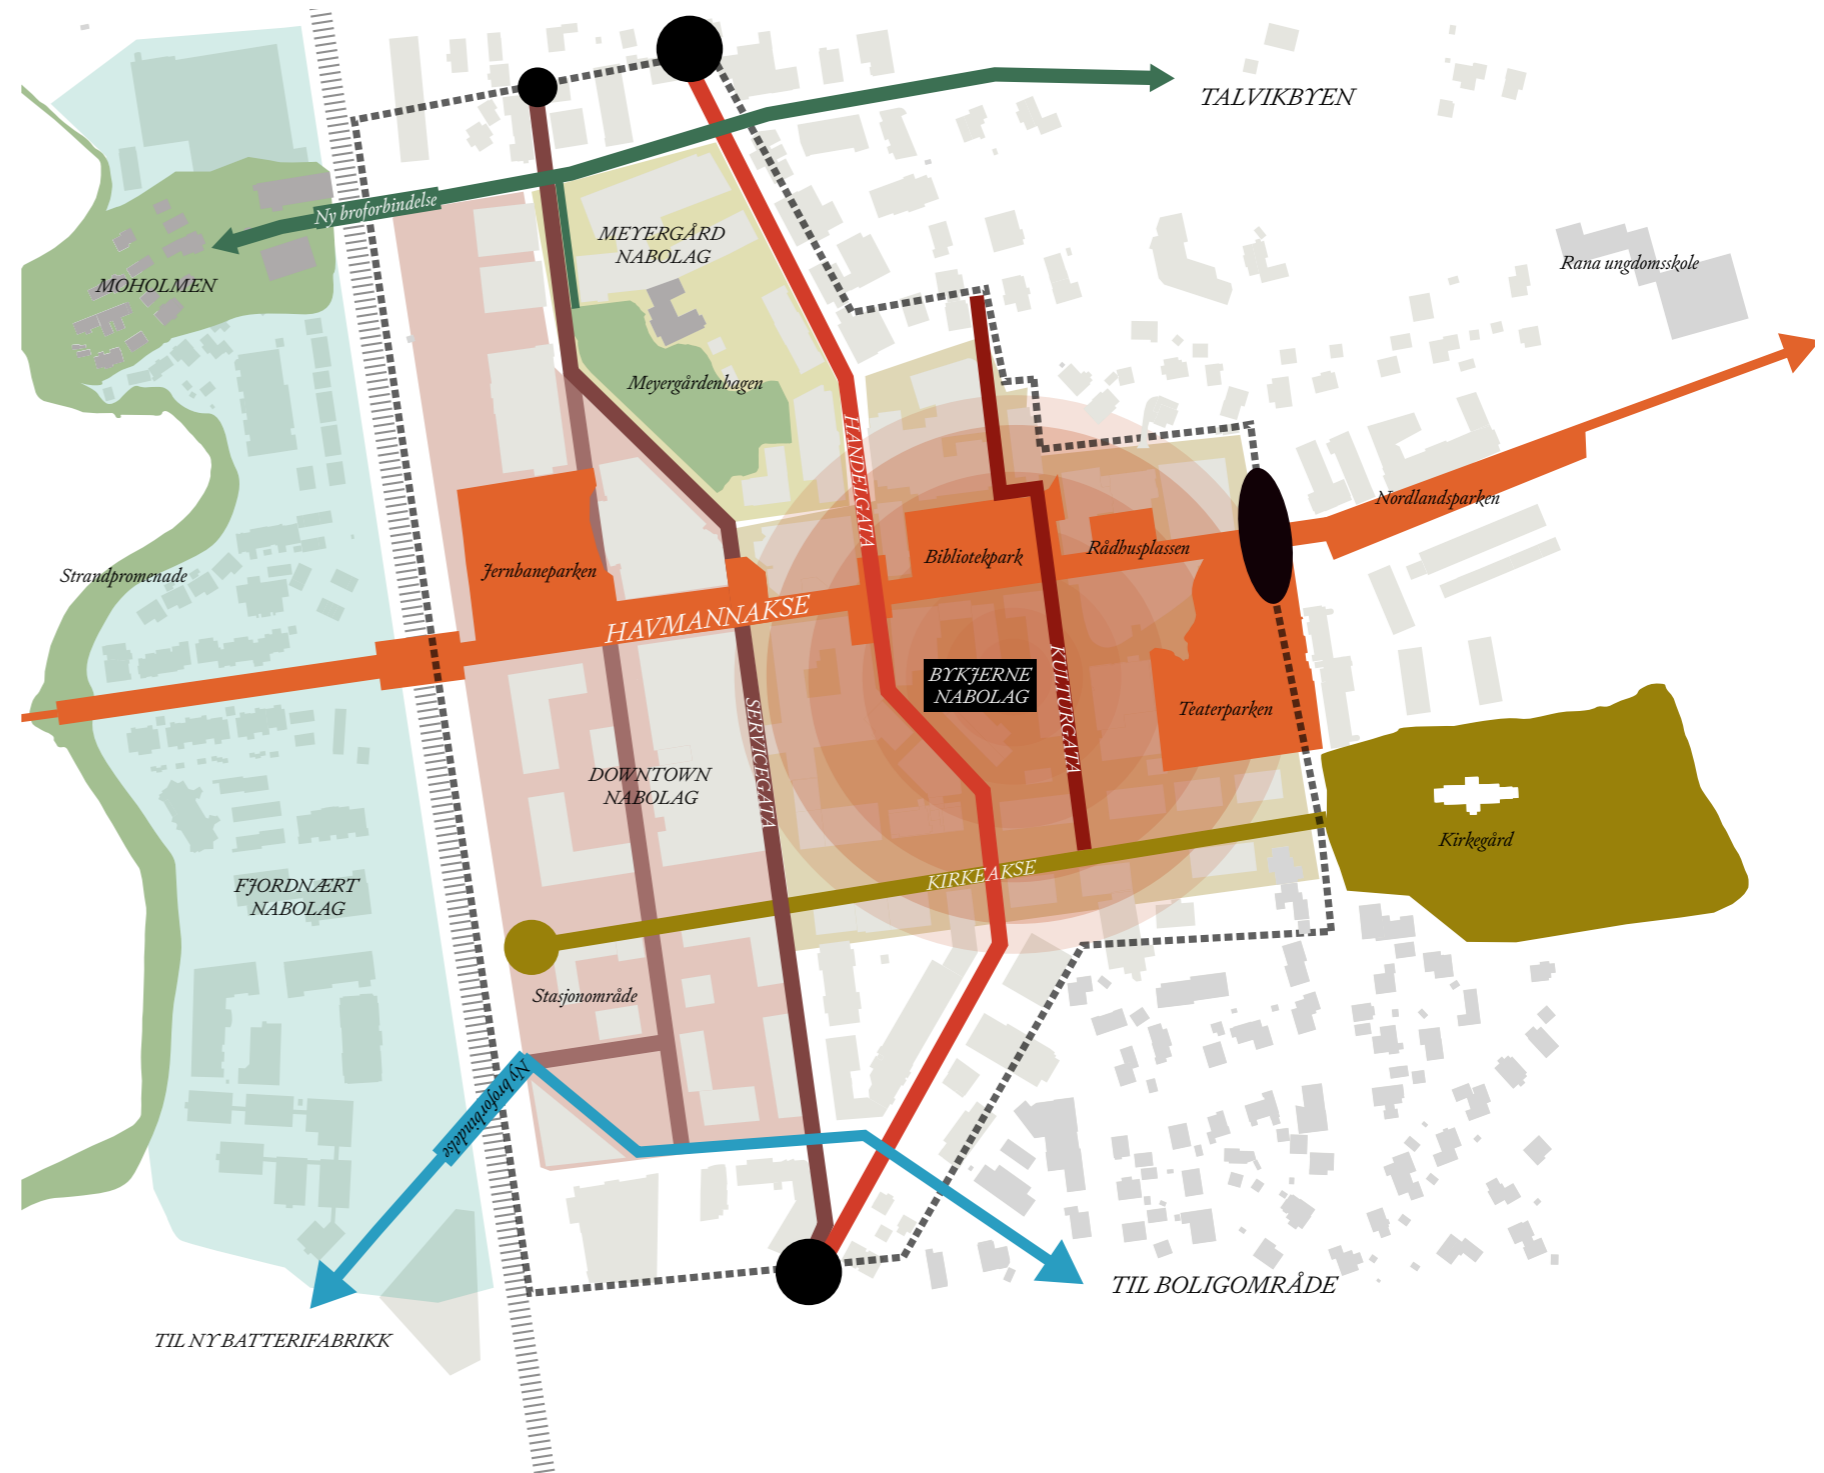 TALVIKBYEN
Ny broforbindelse
MEYERGÅRD
NABOLAG
MOHOLMEN
Rana ungdomsskole
Meyergårdenhagen
HANDELGATA
Nordlandsparken
Bibliotekpark
Rådhusplassen
Jernbaneparken
Strandpromenade
HAVMANNAKSE
BYKJERNE
NABOLAG
KULTURGATA
Teaterparken
SERVICEGATA
DOWNTOWN
NABOLAG
Kirkegård
KIRKEAKSE
FJORDNÆRT
NABOLAG
Stasjonområde
Ny broforbindelse
TIL BOLIGOMRÅDE
TIL NY BATTERIFABRIKK